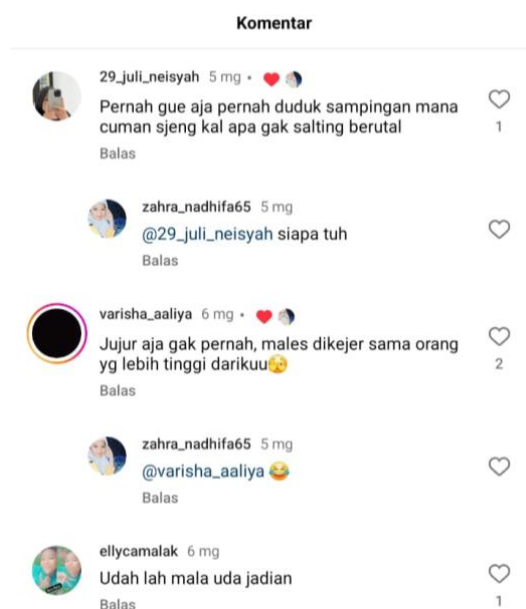 Komentar
29_juli_neisyah 5 mg •
Pernah gue aja pernah duduk sampingan mana
cuman sjeng kal apa gak salting berutal
1
Balas
zahra_nadhifa65 5 mg
@29_juli_neisyah siapa tuh
Balas
varisha_aaliya 6 mg •
Jujur aja gak pernah, males dikejer sama orang
yg lebih tinggi darikuu🫣
2
Balas
zahra_nadhifa65 5 mg
@varisha_aaliya 😂
Balas
ellycamalak 6 mg
Udah lah mala uda jadian
1
Balas